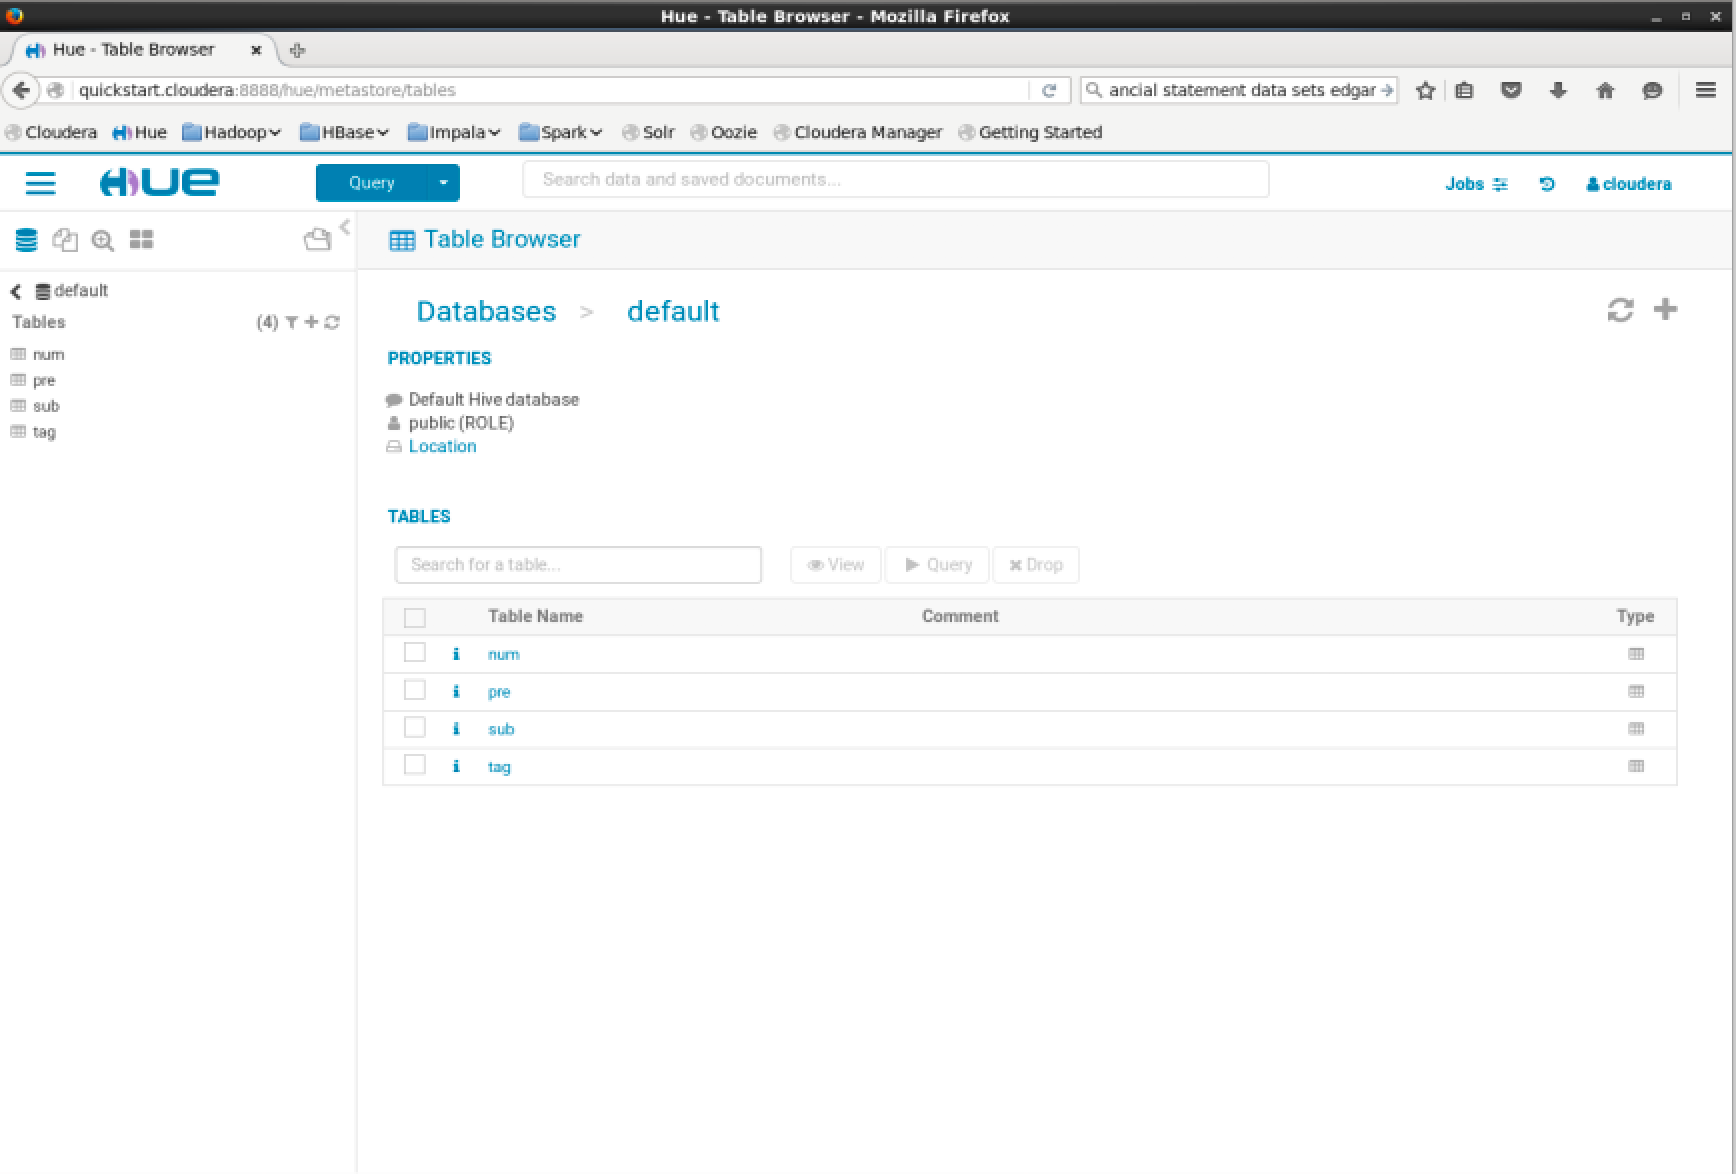 Hue - Table Browser - Mozilla Firefox
Hue - Table Browser
quickstart.cloudera:8888/hue/metastore/tables
ancial statement data sets edgar
Cloudera Hue Hadoop HBase Impala Spark Solr Oozie Cloudera Manager Getting Started
HUE Query Search data and saved documents... Jobs cloudera
Table Browser
default
Tables (4)
num
pre
sub
tag
Databases > default
PROPERTIES
Default Hive database
public (ROLE)
Location
TABLES
Search for a table... View Query Drop
Table Name Comment Type
num
pre
sub
tag